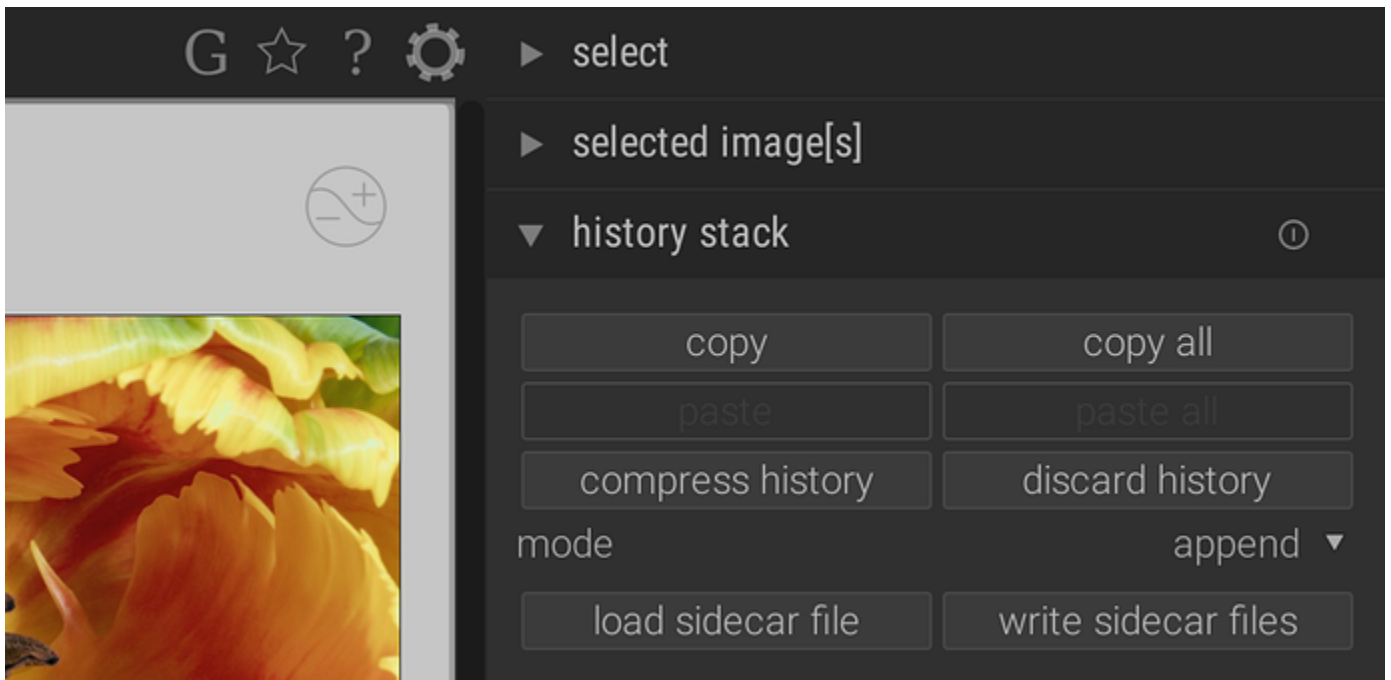 G ☆ ?
select
selected image[s]
history stack
copy copy all
paste paste all
compress history discard history
mode append
load sidecar file write sidecar files